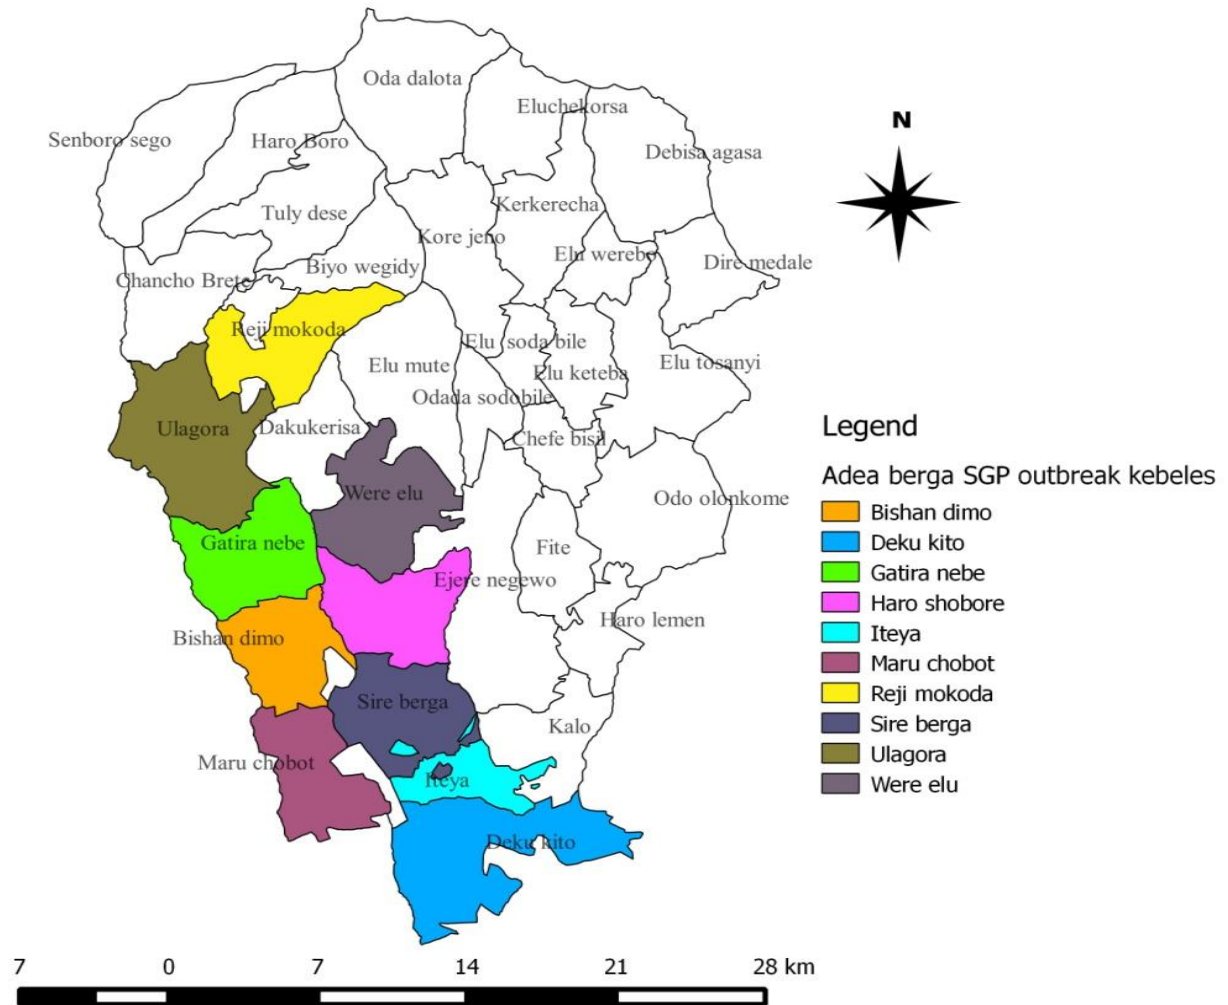 Oda dalota
Eluchekorsa
Senboro sego
Haro Boro
Debisa agasa
Tuly dese
Kerkerecha
Kore jeno
Elu werebo
Dire medale
Biyo wegidy
Chancho Brete
Reji mokoda
Elu soda bile
Elu mute
Elu keteba
Elu tosanyi
Odada sodobile
Ulagora
Dakukerisa
Chefe bisil
Were elu
Odo olonkome
Gatira nebe
Fite
Ejere negewo
Haro lemen
Bishan dimo
Sire berga
Kalo
Maru chobot
Iteya
Deku kito
N
Legend
Adea berga SGP outbreak kebeles
Bishan dimo
Deku kito
Gatira nebe
Haro shobore
Iteya
Maru chobot
Reji mokoda
Sire berga
Ulagora
Were elu
7 0 7 14 21 28 km